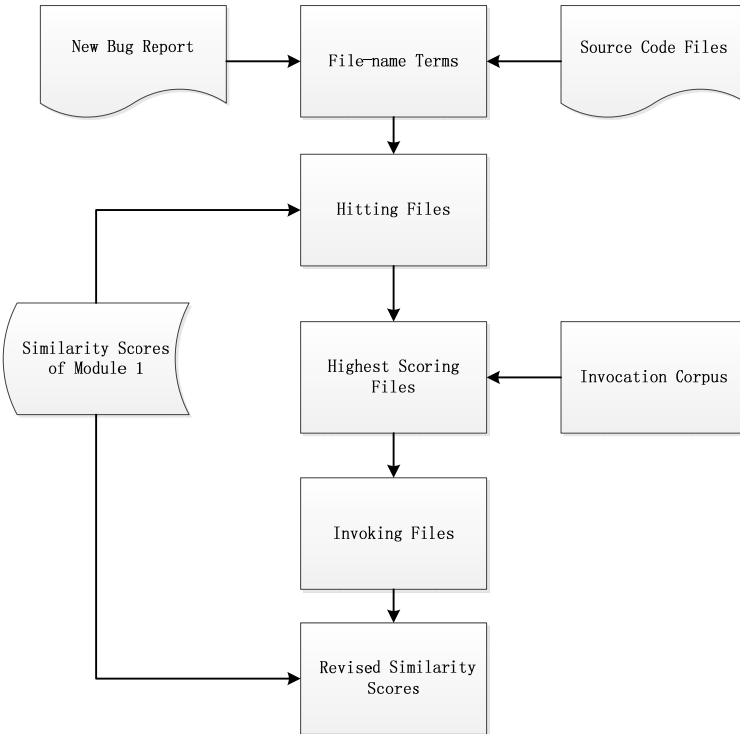 New Bug Report
File-name Terms
Source Code Files
Hitting Files
Similarity Scores
of Module 1
Highest Scoring
Files
Invocation Corpus
Invoking Files
Revised Similarity
Scores